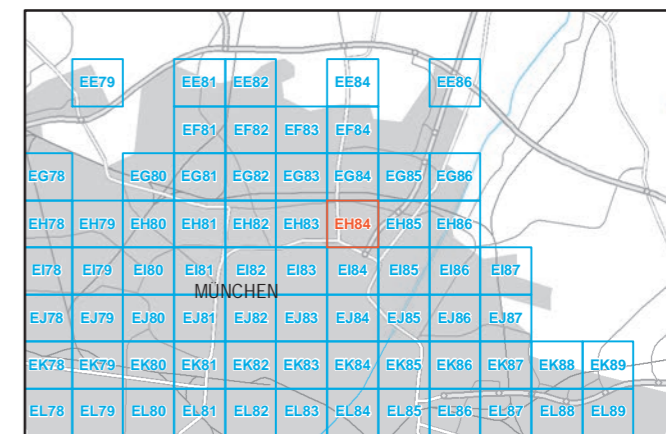 EE79 EE81 EE82 EE84 EE86
EF81 EF82 EF83 EF84
EG78 EG80 EG81 EG82 EG83 EG84 EG85 EG86
EH78 EH79 EH80 EH81 EH82 EH83 EH84 EH85 EH86
EI78 EI79 EI80 EI81 EI82 EI83 EI84 EI85 EI86 EI87
MÜNCHEN
EJ78 EJ79 EJ80 EJ81 EJ82 EJ83 EJ84 EJ85 EJ86 EJ87
EK78 EK79 EK80 EK81 EK82 EK83 EK84 EK85 EK86 EK87 EK88 EK89
EL78 EL79 EL80 EL81 EL82 EL83 EL84 EL85 EL86 EL87 EL88 EL89